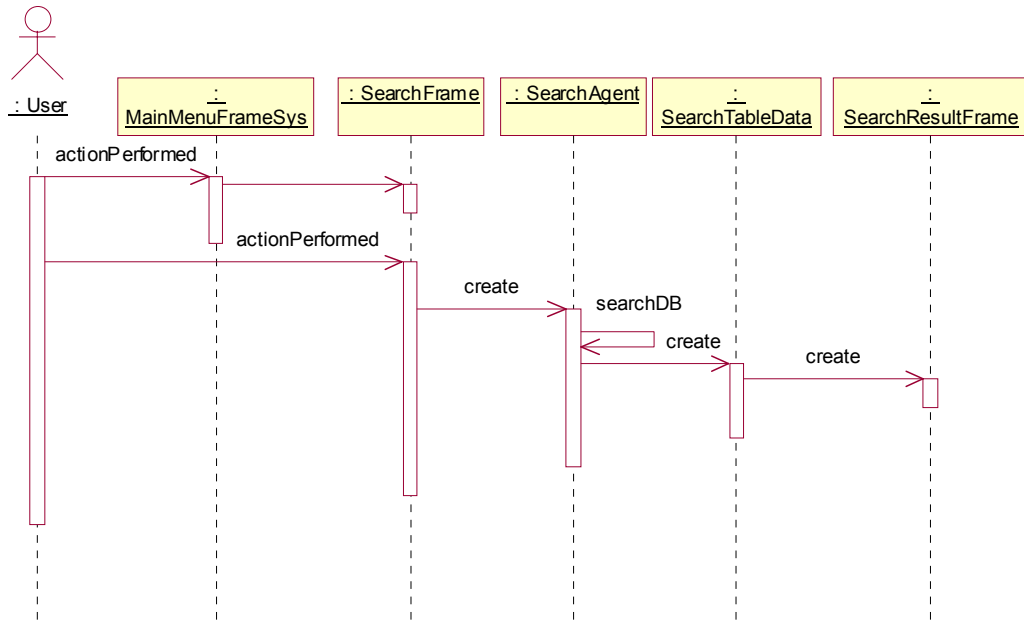 : User
:
MainMenuFrameSys
: SearchFrame
: SearchAgent
:
SearchTableData
:
SearchResultFrame
actionPerformed
actionPerformed
create
searchDB
create
create